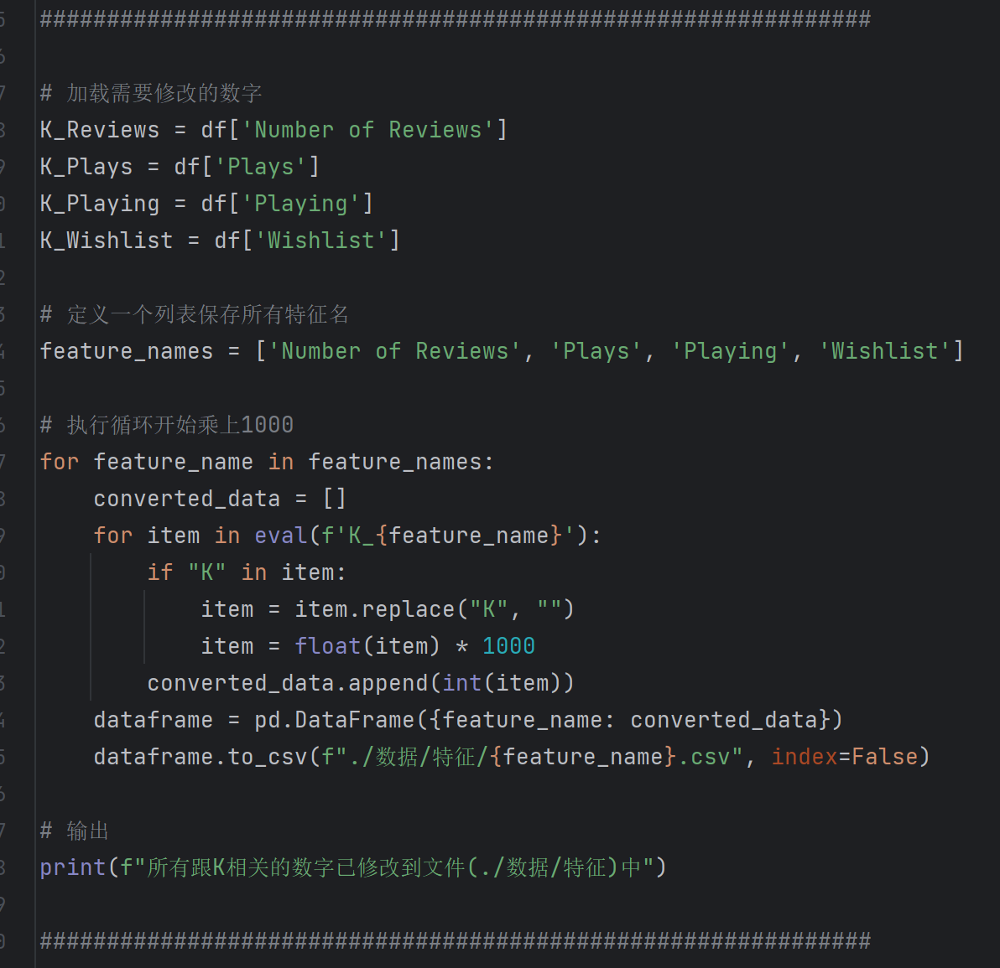 ##############################################################
# 加载需要修改的数字
K_Reviews = df['Number of Reviews']
K_Plays = df['Plays']
K_Playing = df['Playing']
K_Wishlist = df['Wishlist']
# 定义一个列表保存所有特征名
feature_names = ['Number of Reviews', 'Plays', 'Playing', 'Wishlist']
# 执行循环开始乘上1000
for feature_name in feature_names:
    converted_data = []
    for item in eval(f'K_{feature_name}'):
        if "K" in item:
            item = item.replace("K", "")
            item = float(item) * 1000
        converted_data.append(int(item))
    dataframe = pd.DataFrame({feature_name: converted_data})
    dataframe.to_csv(f"./数据/特征/{feature_name}.csv", index=False)
# 输出
print(f"所有跟K相关的数字已修改到文件(./数据/特征)中")
##############################################################